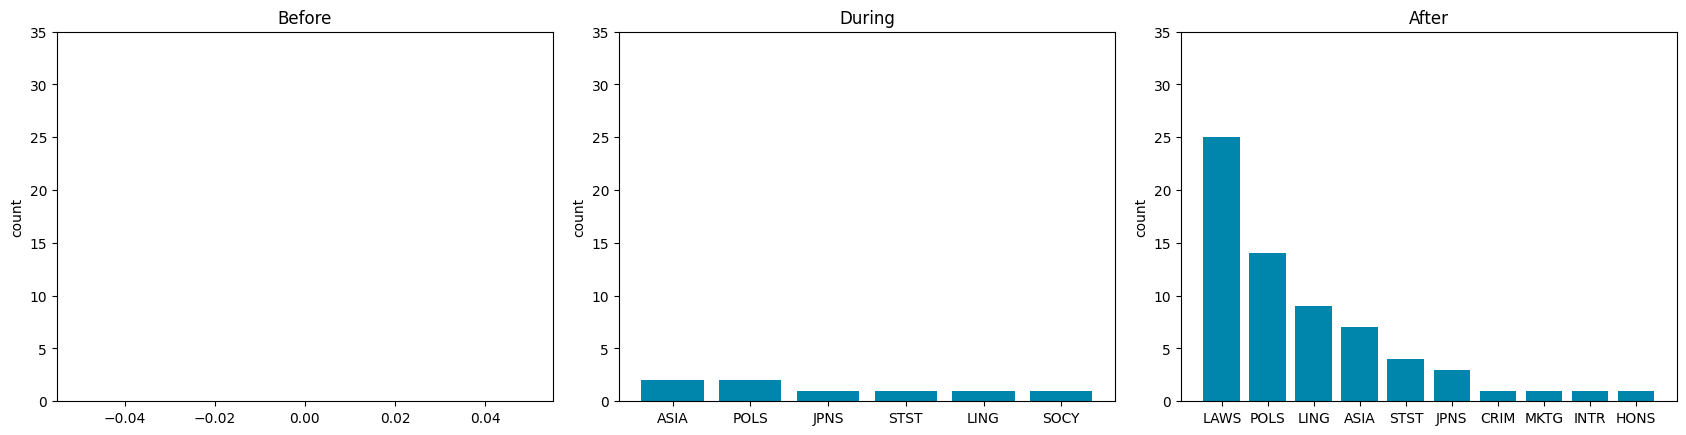 Before
35
30
25
20
15
10
5
0
count
−0.04 −0.02 0.00 0.02 0.04
During
35
30
25
20
15
10
5
0
count
ASIA POLS JPNS STST LING SOCY
After
35
30
25
20
15
10
5
0
count
LAWS POLS LING ASIA STST JPNS CRIM MKTG INTR HONS